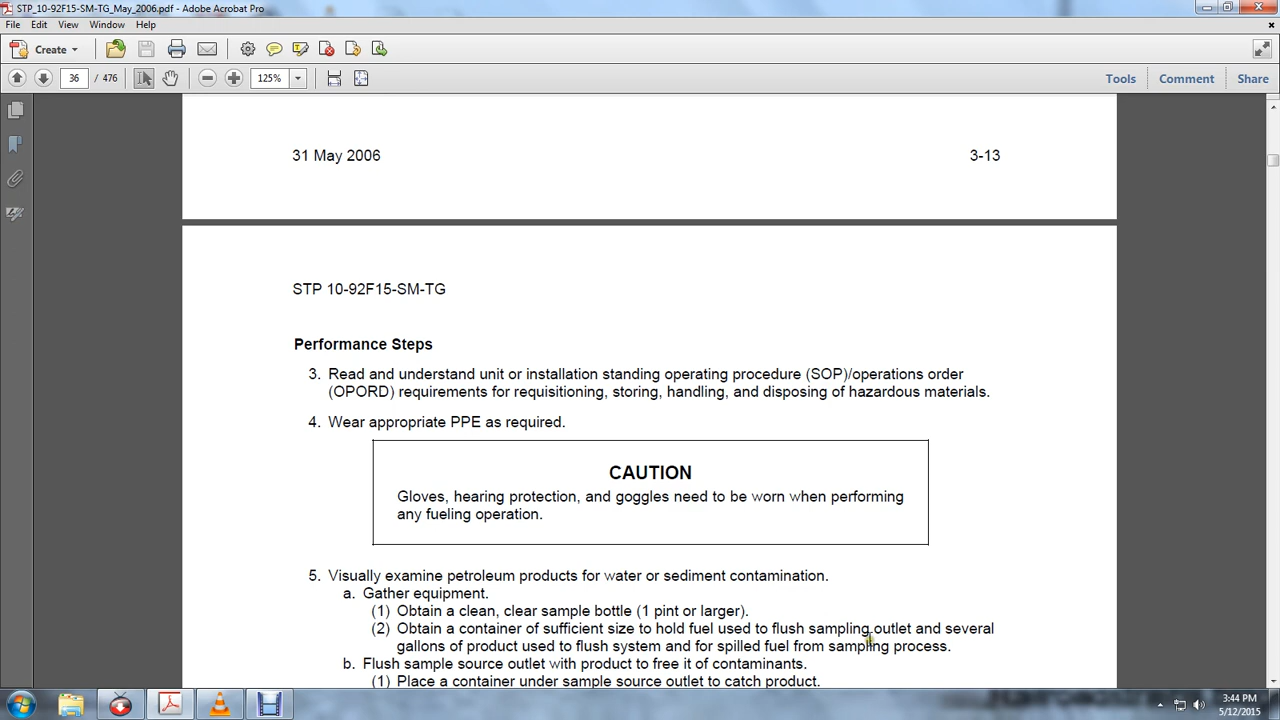 STP_10-92F15-SM-TG_May_2006.pdf - Adobe Acrobat Pro
File Edit View Window Help
Create
36 / 476 125% Tools Comment Share
31 May 2006 3-13
STP 10-92F15-SM-TG
Performance Steps
3. Read and understand unit or installation standing operating procedure (SOP)/operations order
(OPORD) requirements for requisitioning, storing, handling, and disposing of hazardous materials.
4. Wear appropriate PPE as required.
CAUTION
Gloves, hearing protection, and goggles need to be worn when performing
any fueling operation.
5. Visually examine petroleum products for water or sediment contamination.
a. Gather equipment.
(1) Obtain a clean, clear sample bottle (1 pint or larger).
(2) Obtain a container of sufficient size to hold fuel used to flush sampling outlet and several
gallons of product used to flush system and for spilled fuel from sampling process.
b. Flush sample source outlet with product to free it of contaminants.
(1) Place a container under sample source outlet to catch product.
3:44 PM
5/12/2015